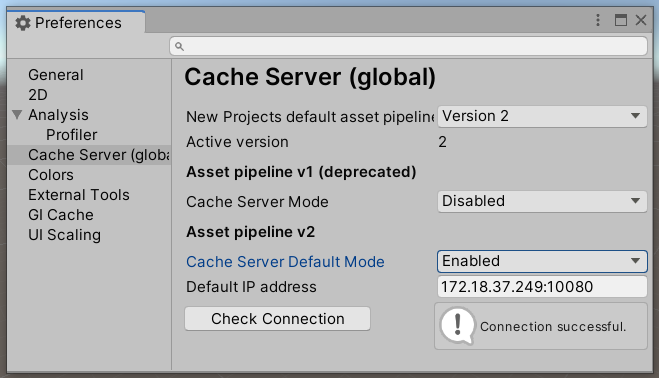 Preferences
General
2D
Analysis
Profiler
Cache Server (globa
Colors
External Tools
GI Cache
UI Scaling
Cache Server (global)
New Projects default asset pipeline Version 2
Active version 2
Asset pipeline v1 (deprecated)
Cache Server Mode Disabled
Asset pipeline v2
Cache Server Default Mode Enabled
Default IP address 172.18.37.249:10080
Check Connection
Connection successful.